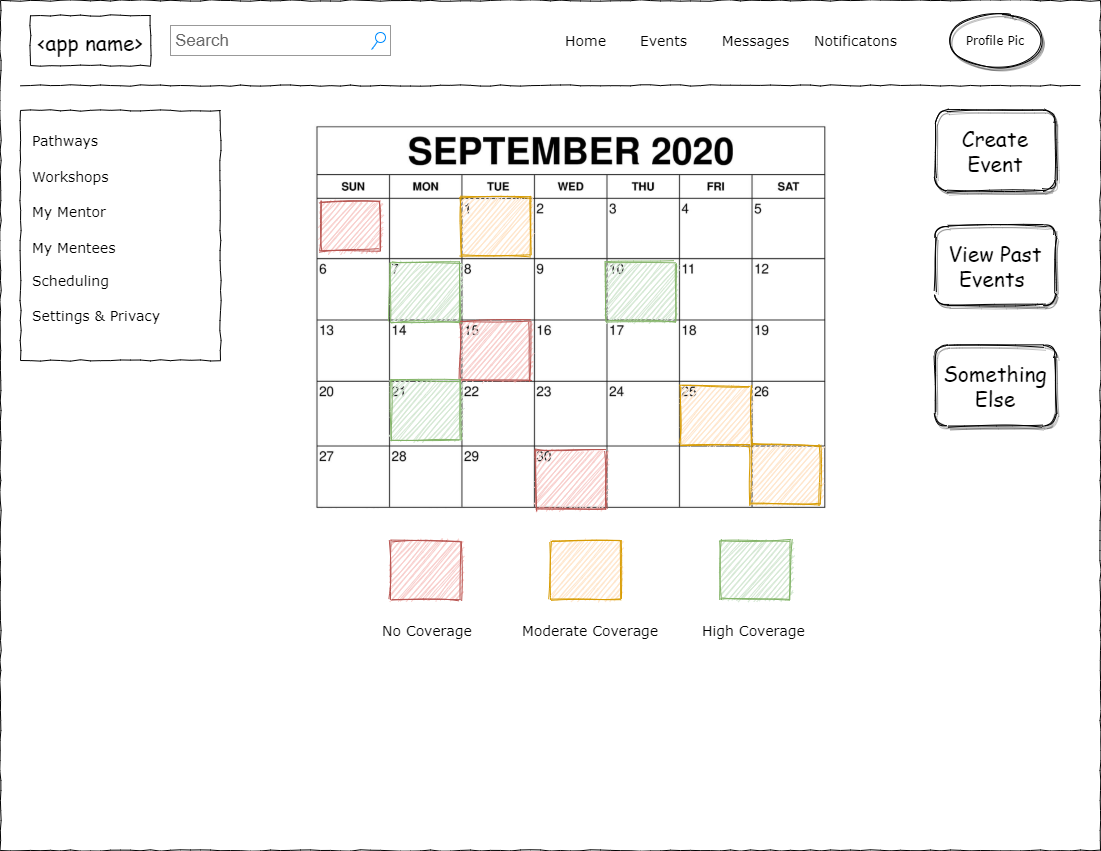 <app name>
Search
Home Events Messages Notificatons
Profile Pic
Pathways
Workshops
My Mentor
My Mentees
Scheduling
Settings & Privacy
SEPTEMBER 2020
SUN MON TUE WED THU FRI SAT
1 2 3 4 5
6 7 8 9 10 11 12
13 14 15 16 17 18 19
20 21 22 23 24 25 26
27 28 29 30
No Coverage
Moderate Coverage
High Coverage
Create
Event
View Past
Events
Something
Else